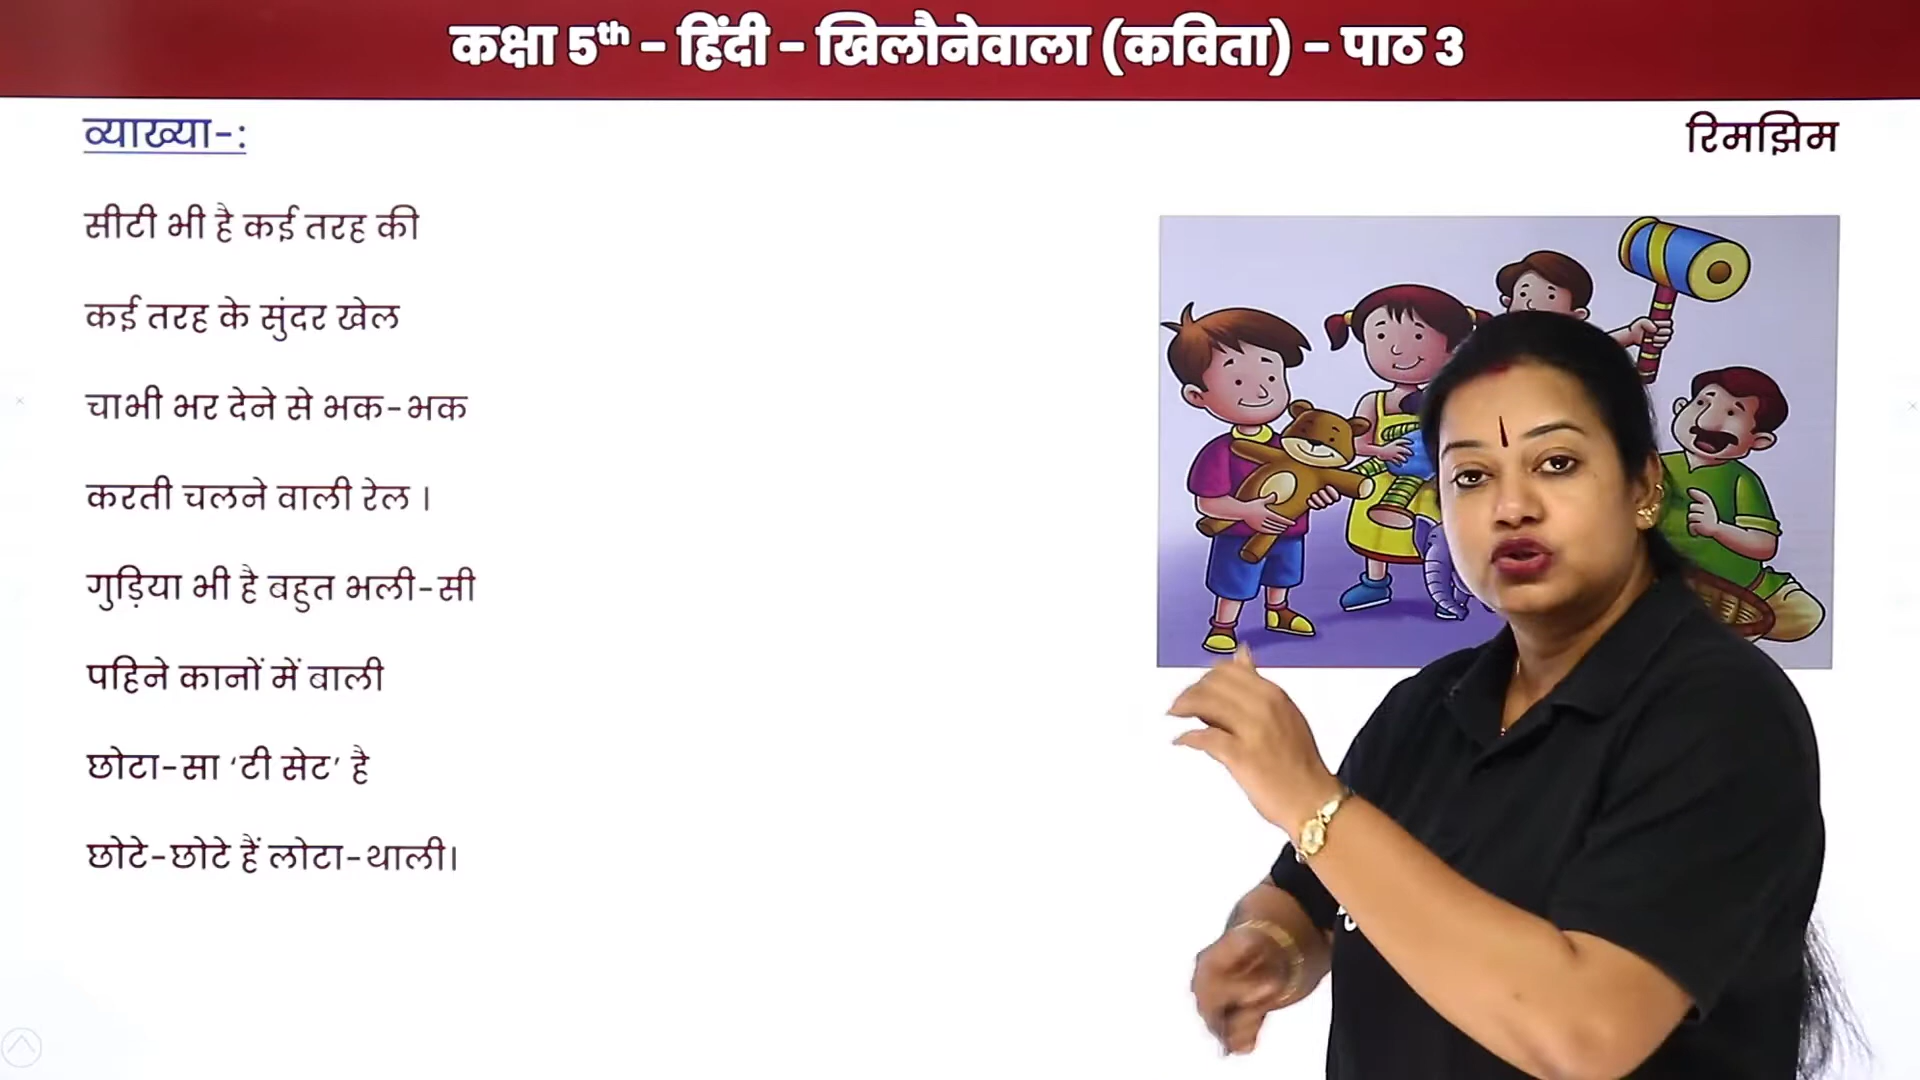 कक्षा 5th - हिंदी - खिलौनेवाला (कविता) - पाठ 3
व्याख्या-:
रिमझिम
सीटी भी है कई तरह की
कई तरह के सुंदर खेल
चाभी भर देने से भक-भक
करती चलने वाली रेल ।
गुड़िया भी है बहुत भली-सी
पहिने कानों में बाली
छोटा-सा ‘टी सेट’ है
छोटे-छोटे हैं लोटा-थाली।